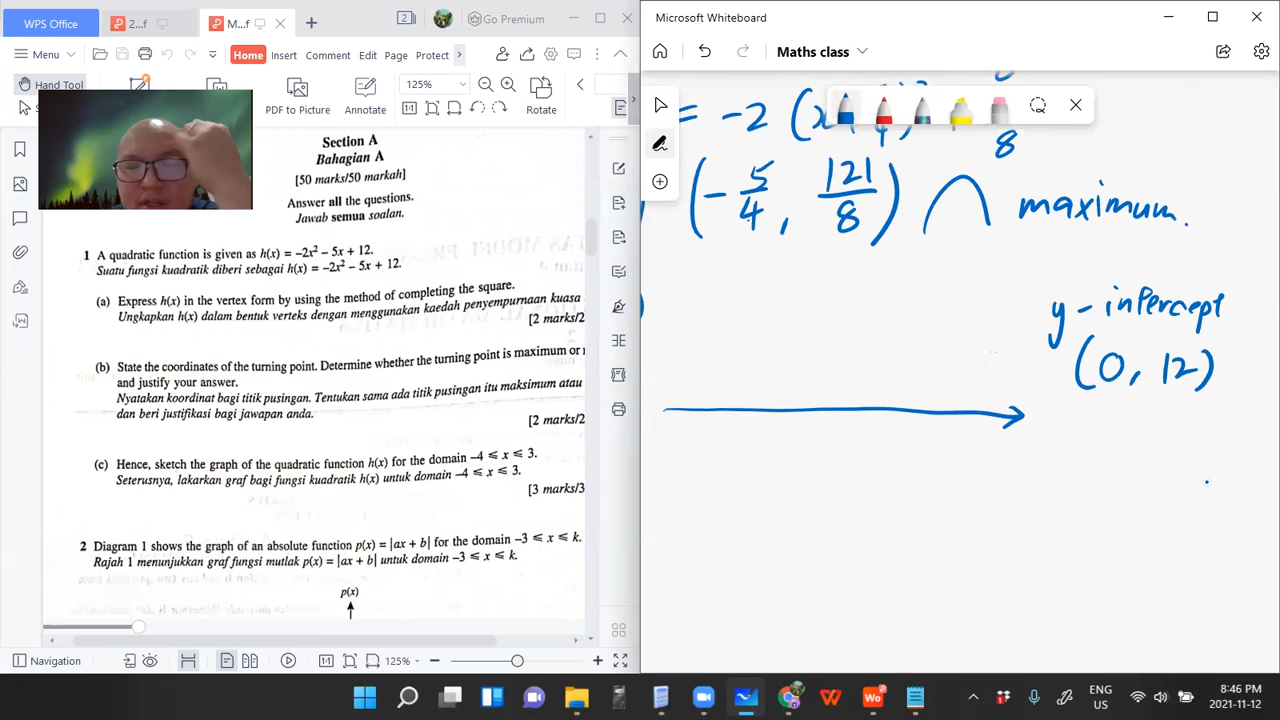 WPS Office
2...f
M...f
2
Go Premium
Menu
Home
Insert
Comment
Page
Protect
Hand Tool
PDF to Picture
Annotate
125%
Rotate
Section A
Bahagian A
[50 marks/50 markah]
Answer all the questions.
Jawab semua soalan.
1 A quadratic function is given as h(x) = –2x² – 5x + 12.
Suatu fungsi kuadratik diberi sebagai h(x) = –2x² – 5x + 12.
(a) Express h(x) in the vertex form by using the method of completing the square.
Ungkapkan h(x) dalam bentuk verteks dengan menggunakan kaedah penyempurnaan kuasa
[2 marks/2
(b) State the coordinates of the turning point. Determine whether the turning point is maximum or
and justify your answer.
Nyatakan koordinat bagi titik pusingan. Tentukan sama ada titik pusingan itu maksimum atau
dan beri justifikasi bagi jawapan anda.
[2 marks/2
(c) Hence, sketch the graph of the quadratic function h(x) for the domain –4 ⩽ x ⩽ 3.
Seterusnya, lakarkan graf bagi fungsi kuadratik h(x) untuk domain –4 ⩽ x ⩽ 3.
[3 marks/3
2 Diagram 1 shows the graph of an absolute function p(x) = |ax + b| for the domain –3 ⩽ x ⩽ k.
Rajah 1 menunjukkan graf fungsi mutlak p(x) = |ax + b| untuk domain –3 ⩽ x ⩽ k.
p(x)
Navigation
125%
Microsoft Whiteboard
Maths class
= -2 (x
8
(-5/4, 121/8) maximum.
y-intercept
(0, 12)
ENG
US
8:46 PM
2021-11-12